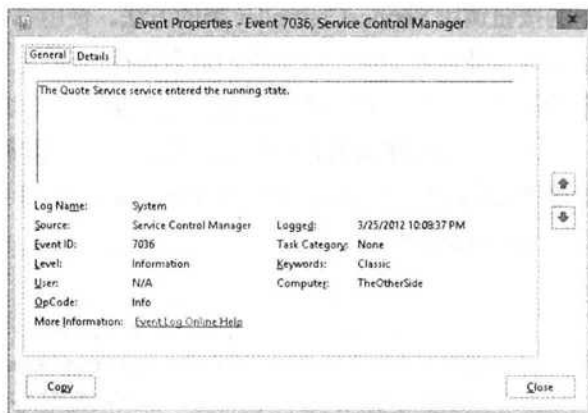 Event Properties - Event 7036, Service Control Manager
General Details
The Quote Service service entered the running state.
Log Name: System
Source: Service Control Manager Logged: 3/25/2012 10:09:37 PM
Event ID: 7036 Task Category: None
Level: Information Keywords: Classic
User: N/A Computer: TheOtherSide
OpCode: Info
More Information: Event Log Online Help
Copy Close